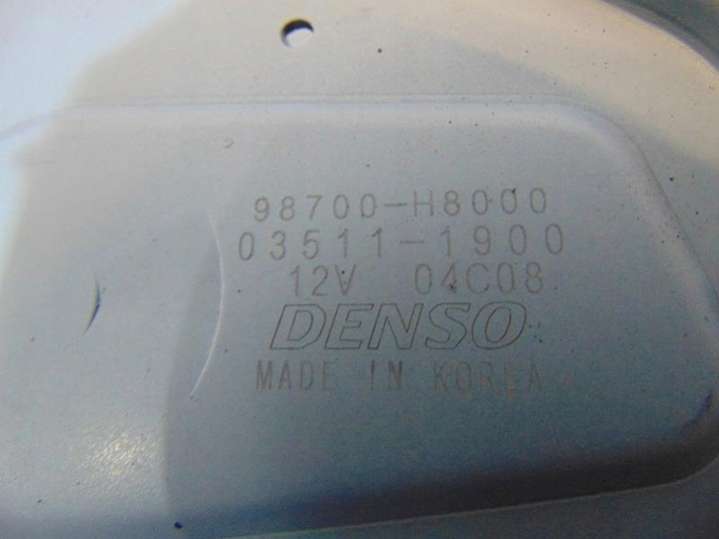 98700-H8000
03511-1900
12V 04C08
DENSO
MADE IN KOREA